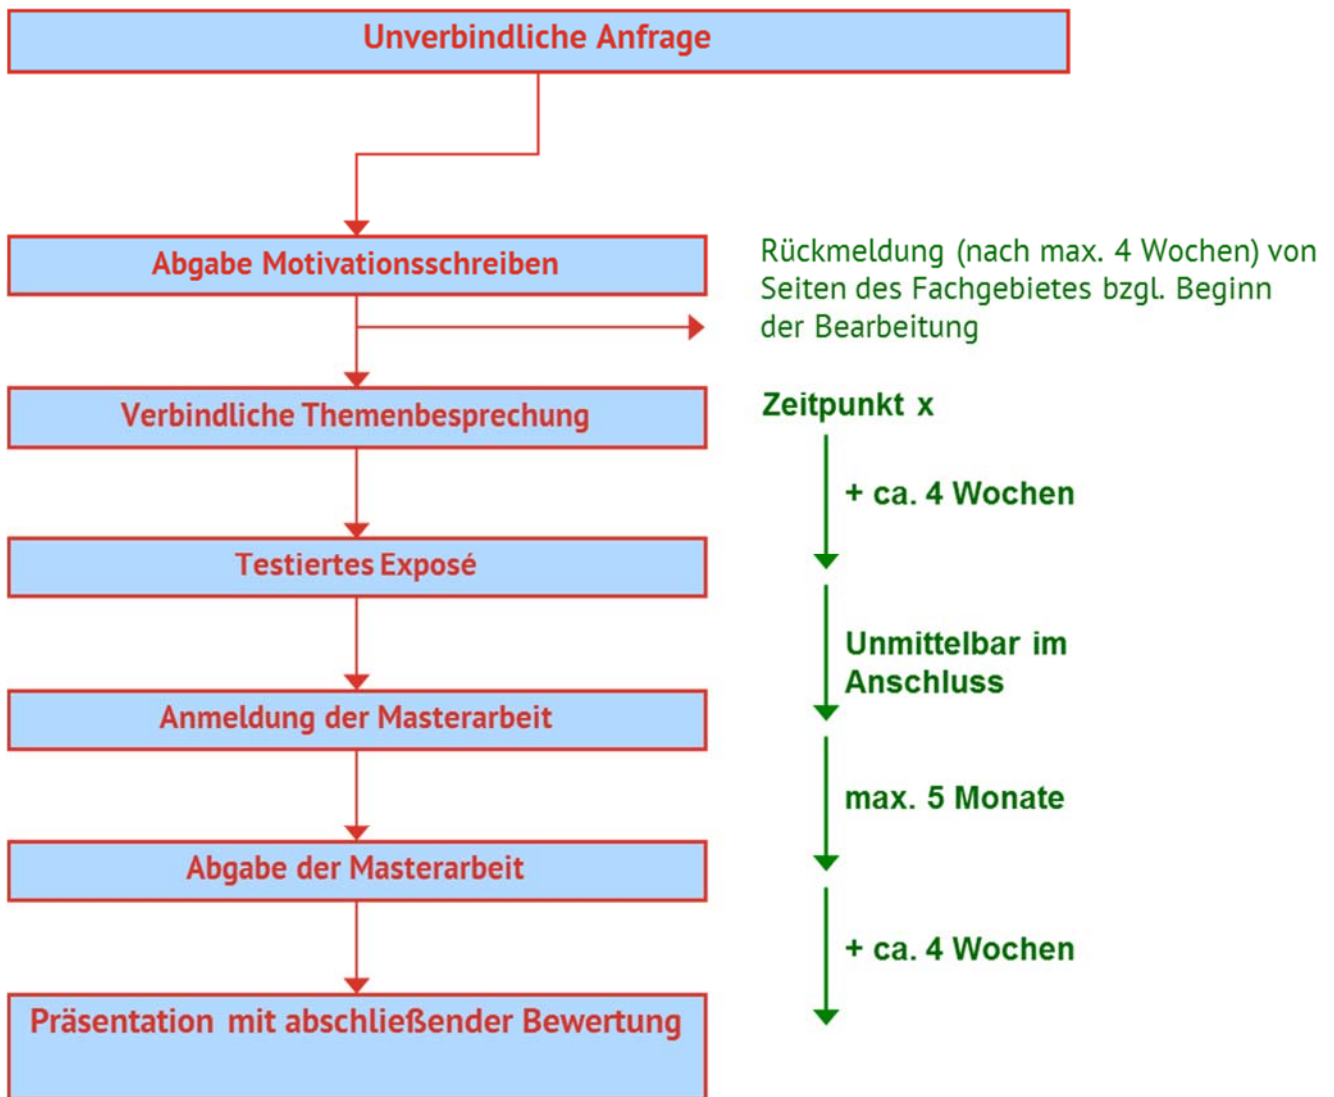 Unverbindliche Anfrage
Abgabe Motivationsschreiben
Rückmeldung (nach max. 4 Wochen) von
Seiten des Fachgebietes bzgl. Beginn
der Bearbeitung
Verbindliche Themenbesprechung
Zeitpunkt x
+ ca. 4 Wochen
Testiertes Exposé
Unmittelbar im
Anschluss
Anmeldung der Masterarbeit
max. 5 Monate
Abgabe der Masterarbeit
+ ca. 4 Wochen
Präsentation mit abschließender Bewertung